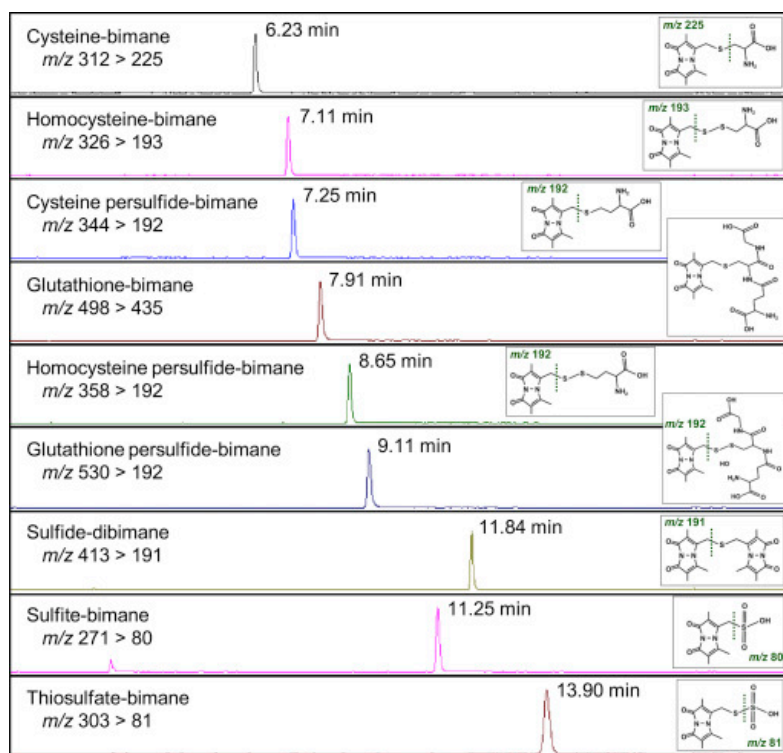 Cysteine-bimane
m/z 312 > 225
6.23 min
m/z 225
Homocysteine-bimane
m/z 326 > 193
7.11 min
m/z 193
Cysteine persulfide-bimane
m/z 344 > 192
7.25 min
m/z 192
Glutathione-bimane
m/z 498 > 435
7.91 min
Homocysteine persulfide-bimane
m/z 358 > 192
8.65 min
m/z 192
Glutathione persulfide-bimane
m/z 530 > 192
9.11 min
m/z 192
Sulfide-dibimane
m/z 413 > 191
11.84 min
m/z 191
Sulfite-bimane
m/z 271 > 80
11.25 min
m/z 80
Thiosulfate-bimane
m/z 303 > 81
13.90 min
m/z 81